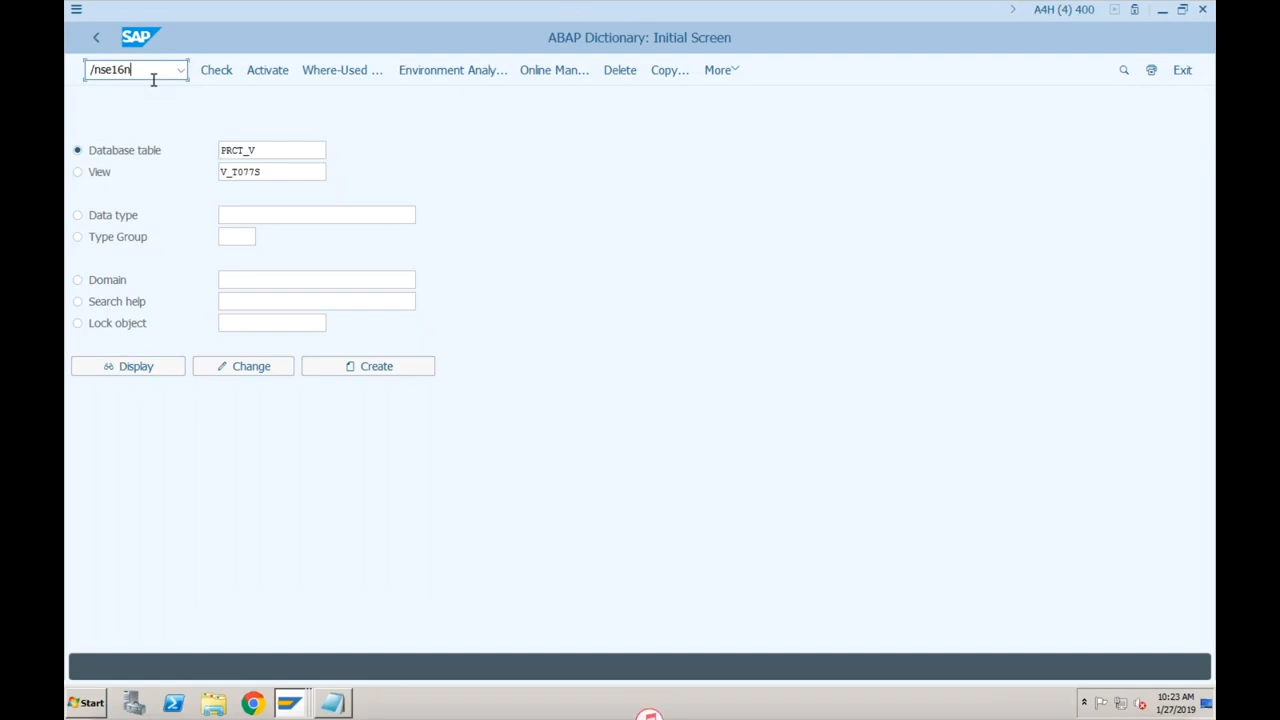 A4H (4) 400
SAP
ABAP Dictionary: Initial Screen
/nse16n
Check
Activate
Where-Used ...
Environment Analy...
Online Man...
Delete
Copy...
More
Exit
Database table
PRCT_V
View
V_T077S
Data type
Type Group
Domain
Search help
Lock object
Display
Change
Create
Start
10:23 AM
1/27/2019